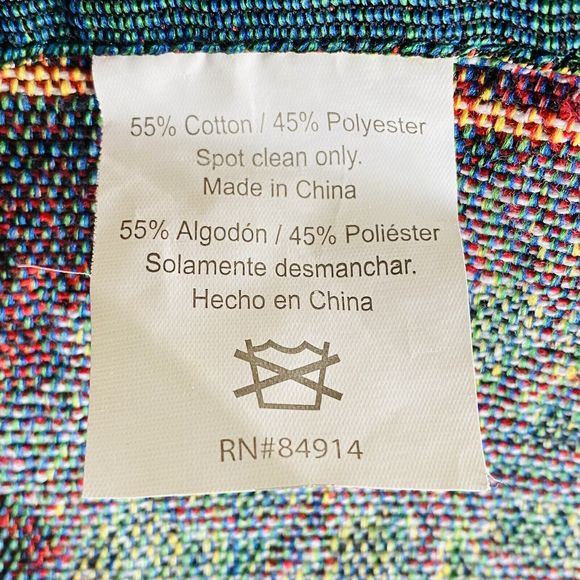 55% Cotton / 45% Polyester
Spot clean only.
Made in China
55% Algodón / 45% Poliéster
Solamente desmanchar.
Hecho en China
RN#84914